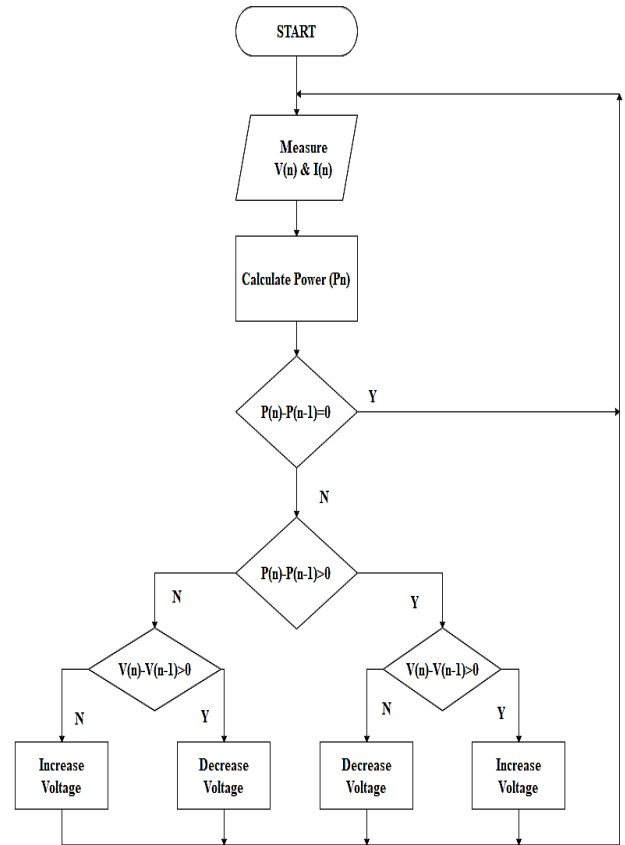 START
Measure
V(n) & I(n)
Calculate Power (Pn)
P(n)-P(n-1)=0
Y
N
P(n)-P(n-1)>0
N
Y
V(n)-V(n-1)>0
V(n)-V(n-1)>0
N
Y
N
Y
Increase
Voltage
Decrease
Voltage
Decrease
Voltage
Increase
Voltage